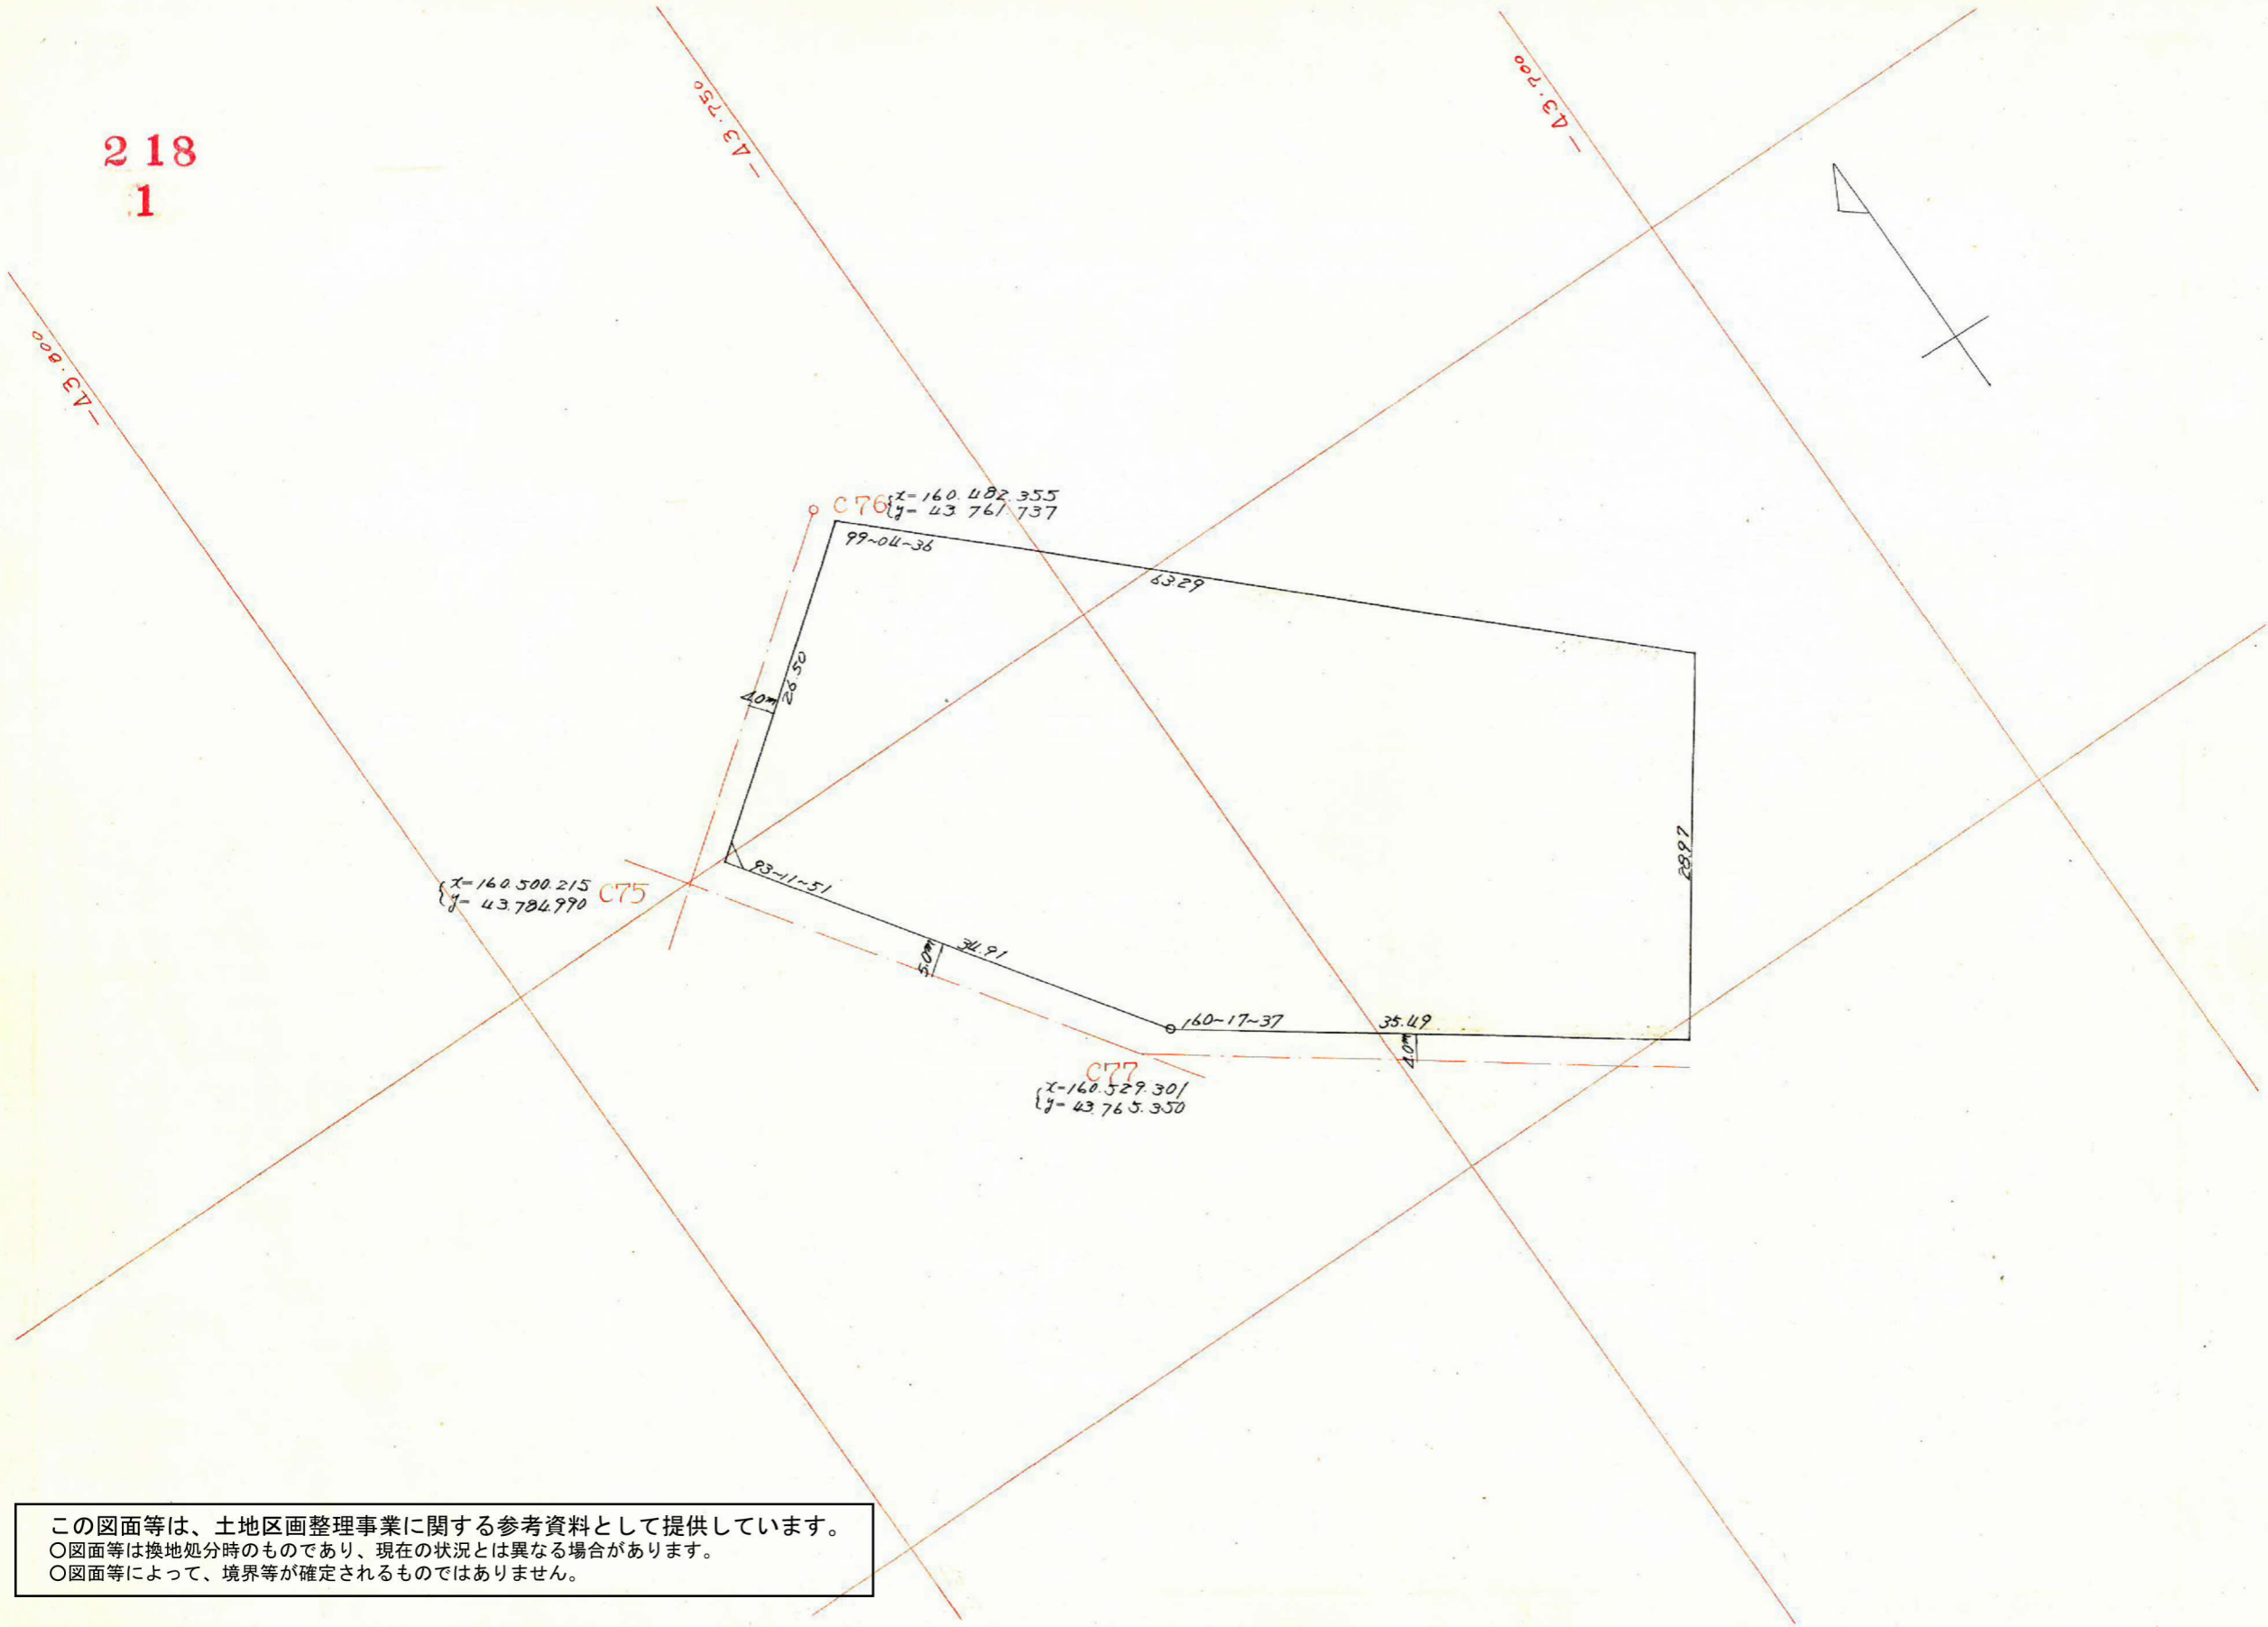 218
1
-43.750
-43.700
-43.800
C76 {x=160.482.355
y=43.761.737
99~04~36
63.29
26.50
4.0m
28.97
{x=160.500.215
y=43.784.990
C75
93~11~51
34.91
5.0m
160~17~37
35.49
4.0m
C77
{x=160.529.301
y=43.765.350
この図面等は、土地区画整理事業に関する参考資料として提供しています。
〇図面等は換地処分時のものであり、現在の状況とは異なる場合があります。
〇図面等によって、境界等が確定されるものではありません。